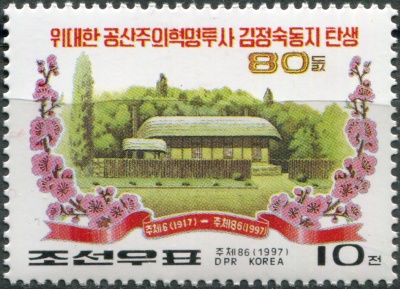 위대한 공산주의혁명투사 김정숙동지 탄생
80돐
주체6(1917) - 주체86(1997)
조선우표
주체86(1997)
DPR KOREA
10전